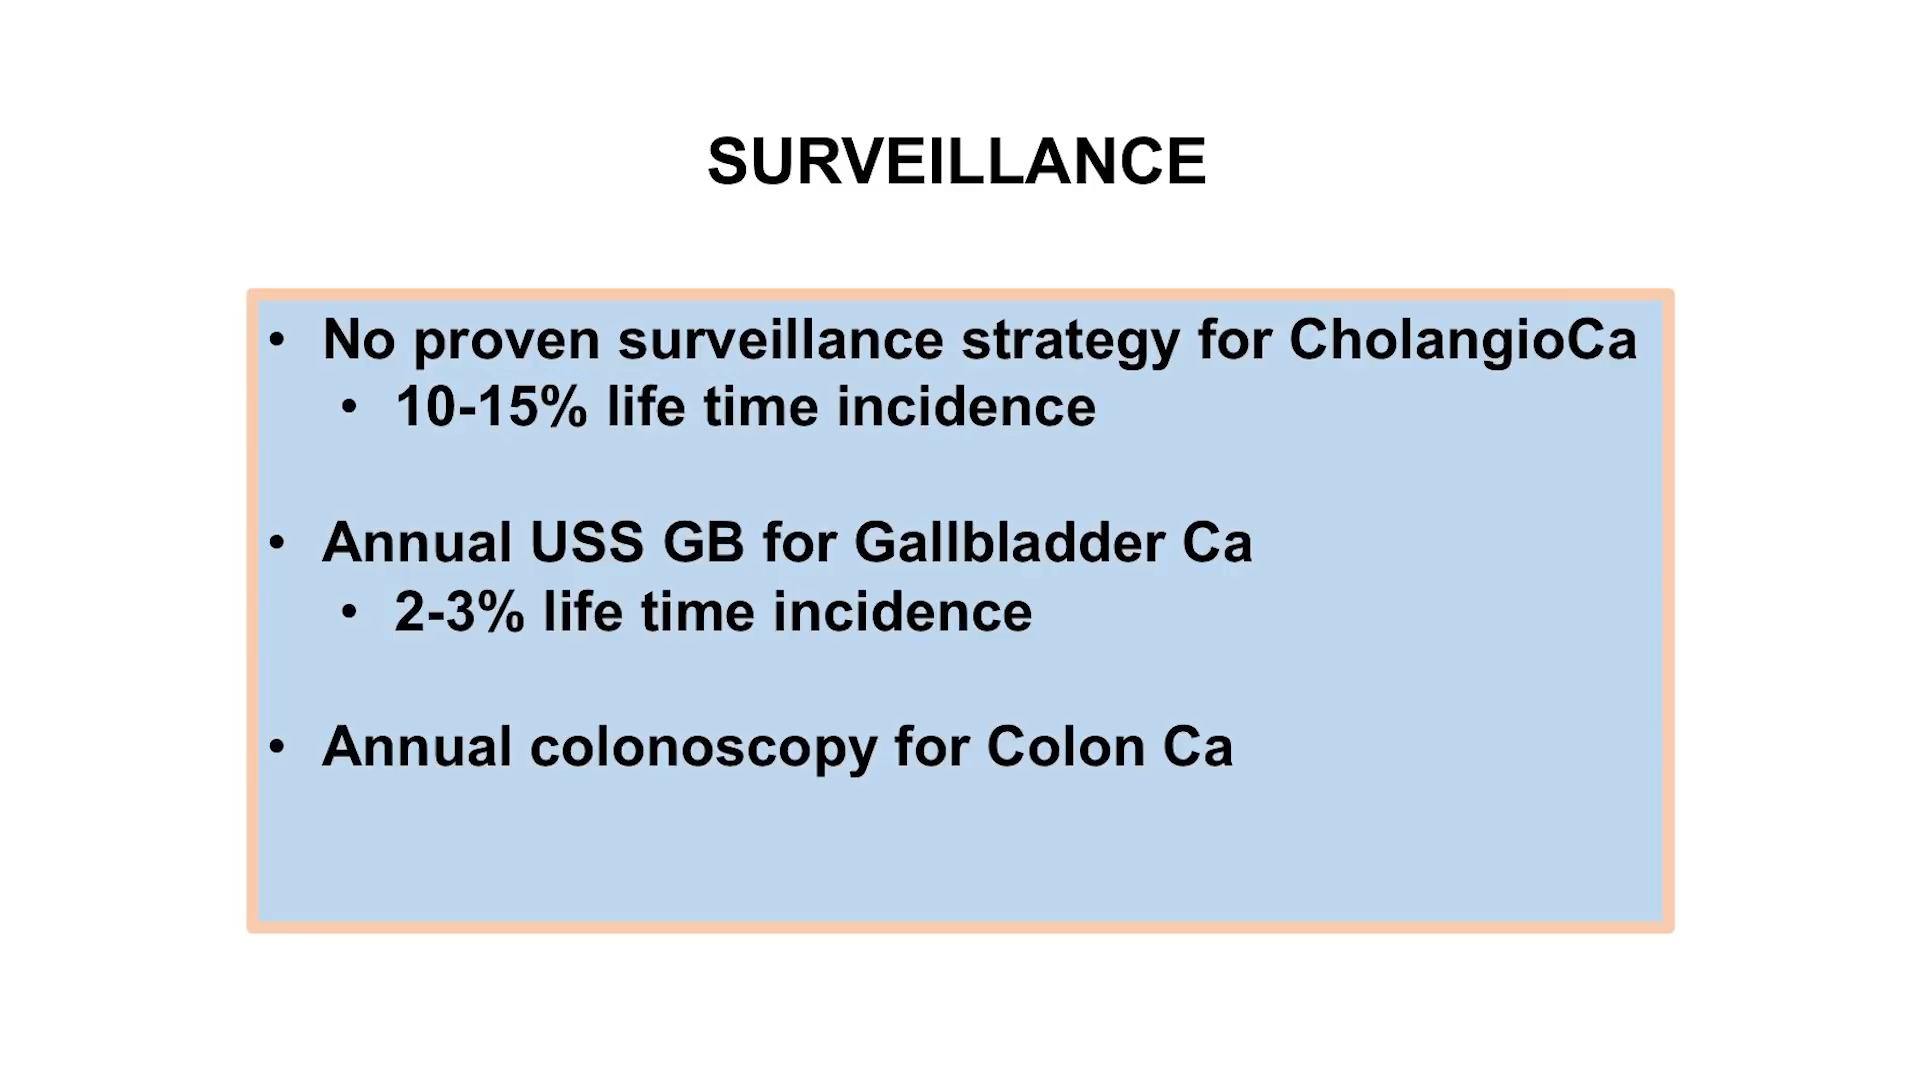 SURVEILLANCE
• No proven surveillance strategy for CholangioCa
• 10-15% life time incidence
• Annual USS GB for Gallbladder Ca
• 2-3% life time incidence
• Annual colonoscopy for Colon Ca